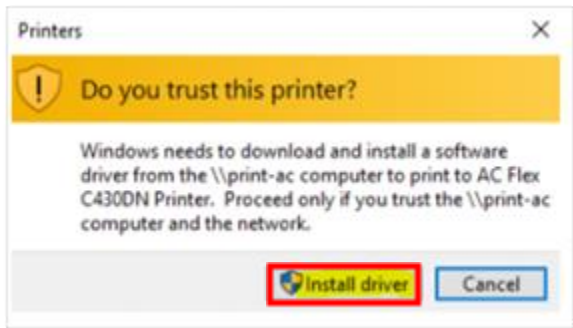 Printers
Do you trust this printer?
Windows needs to download and install a software
driver from the \\print-ac computer to print to AC Flex
C430DN Printer. Proceed only if you trust the \\print-ac
computer and the network.
Install driver
Cancel